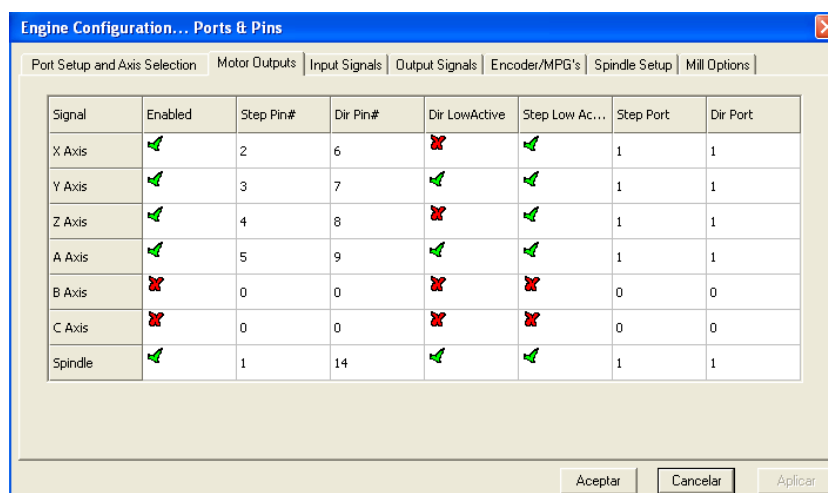 Engine Configuration... Ports & Pins
Port Setup and Axis Selection Motor Outputs Input Signals Output Signals Encoder/MPG's Spindle Setup Mill Options
Signal Enabled Step Pin# Dir Pin# Dir LowActive Step Low Ac... Step Port Dir Port
X Axis 2 6 1 1
Y Axis 3 7 1 1
Z Axis 4 8 1 1
A Axis 5 9 1 1
B Axis 0 0 0 0
C Axis 0 0 0 0
Spindle 1 14 1 1
Aceptar Cancelar Aplicar